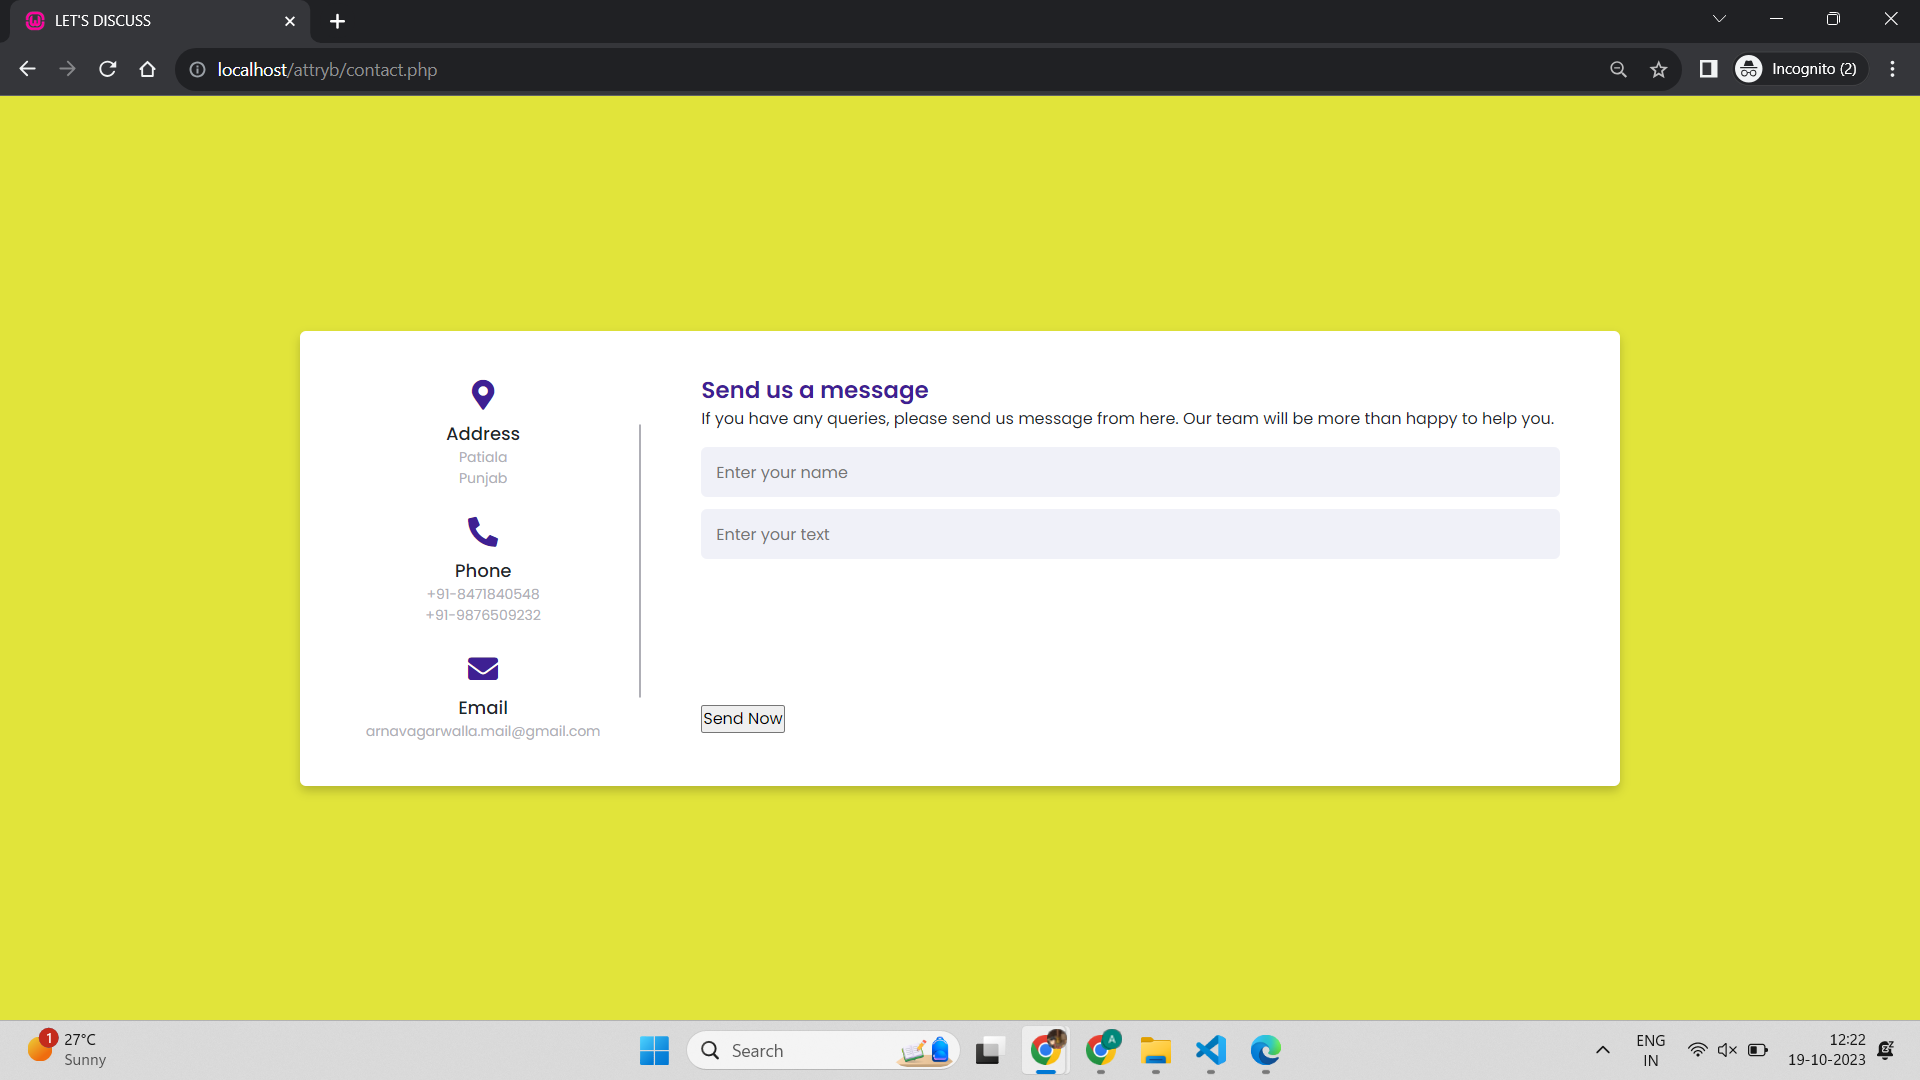 LET'S DISCUSS
localhost/attryb/contact.php
Incognito (2)
Address
Patiala
Punjab
Phone
+91-8471840548
+91-9876509232
Email
arnavagarwalla.mail@gmail.com
Send us a message
If you have any queries, please send us message from here. Our team will be more than happy to help you.
Enter your name
Enter your text
Send Now
1
27°C
Sunny
Search
A
ENG
IN
12:22
19-10-2023